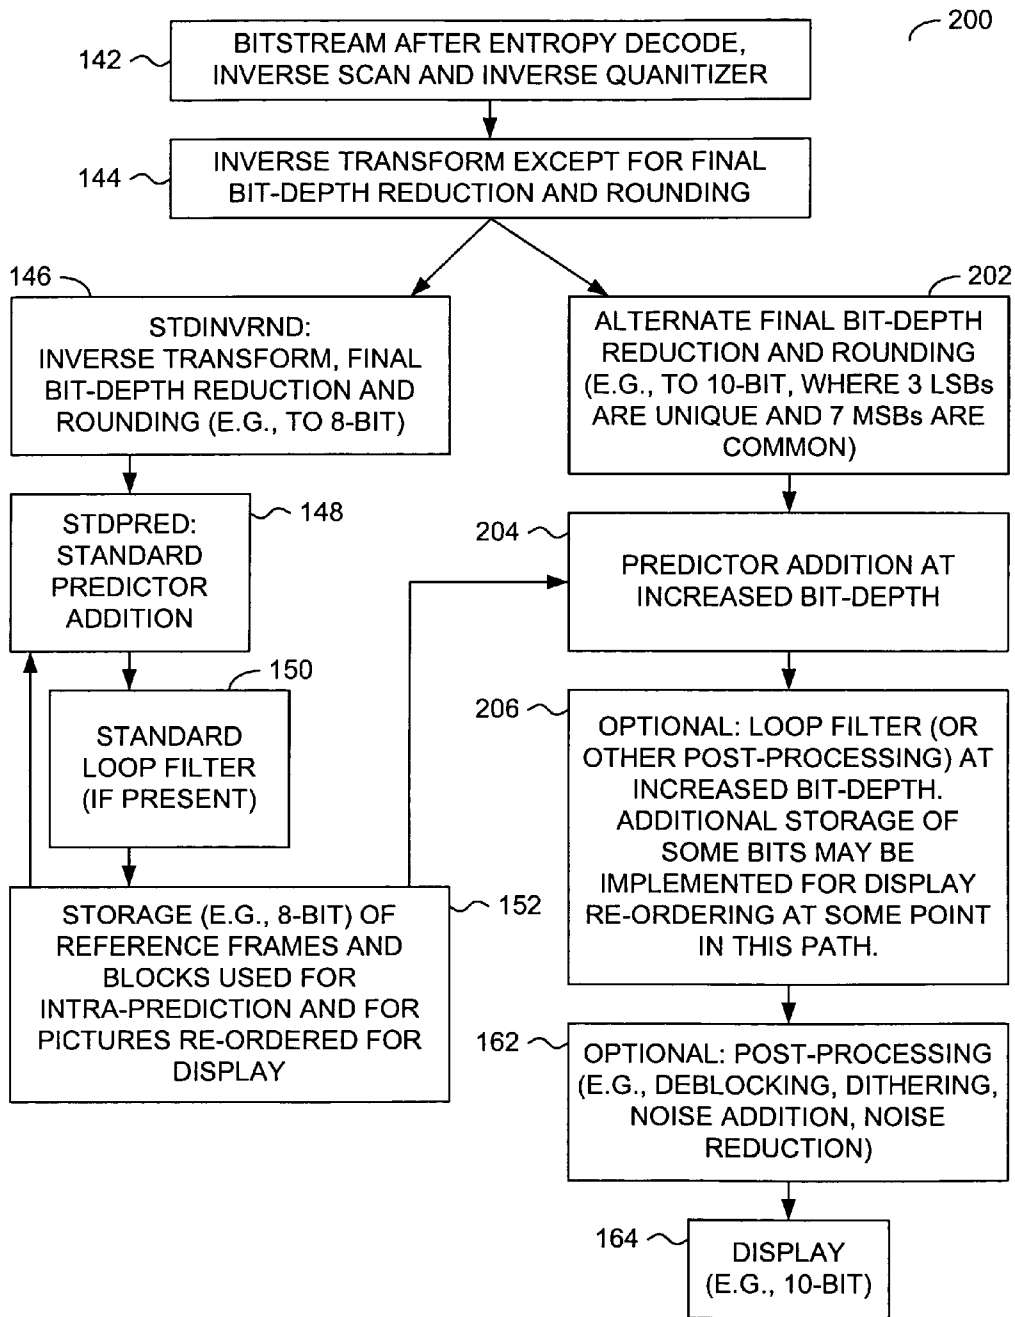 200
142
BITSTREAM AFTER ENTROPY DECODE,
INVERSE SCAN AND INVERSE QUANITIZER
144
INVERSE TRANSFORM EXCEPT FOR FINAL
BIT-DEPTH REDUCTION AND ROUNDING
146
STDINVRND:
INVERSE TRANSFORM, FINAL
BIT-DEPTH REDUCTION AND
ROUNDING (E.G., TO 8-BIT)
202
ALTERNATE FINAL BIT-DEPTH
REDUCTION AND ROUNDING
(E.G., TO 10-BIT, WHERE 3 LSBs
ARE UNIQUE AND 7 MSBs ARE
COMMON)
148
STDPRED:
STANDARD
PREDICTOR
ADDITION
204
PREDICTOR ADDITION AT
INCREASED BIT-DEPTH
150
STANDARD
LOOP FILTER
(IF PRESENT)
206
OPTIONAL: LOOP FILTER (OR
OTHER POST-PROCESSING) AT
INCREASED BIT-DEPTH.
ADDITIONAL STORAGE OF
SOME BITS MAY BE
IMPLEMENTED FOR DISPLAY
RE-ORDERING AT SOME POINT
IN THIS PATH.
152
STORAGE (E.G., 8-BIT) OF
REFERENCE FRAMES AND
BLOCKS USED FOR
INTRA-PREDICTION AND FOR
PICTURES RE-ORDERED FOR
DISPLAY
162
OPTIONAL: POST-PROCESSING
(E.G., DEBLOCKING, DITHERING,
NOISE ADDITION, NOISE
REDUCTION)
164
DISPLAY
(E.G., 10-BIT)